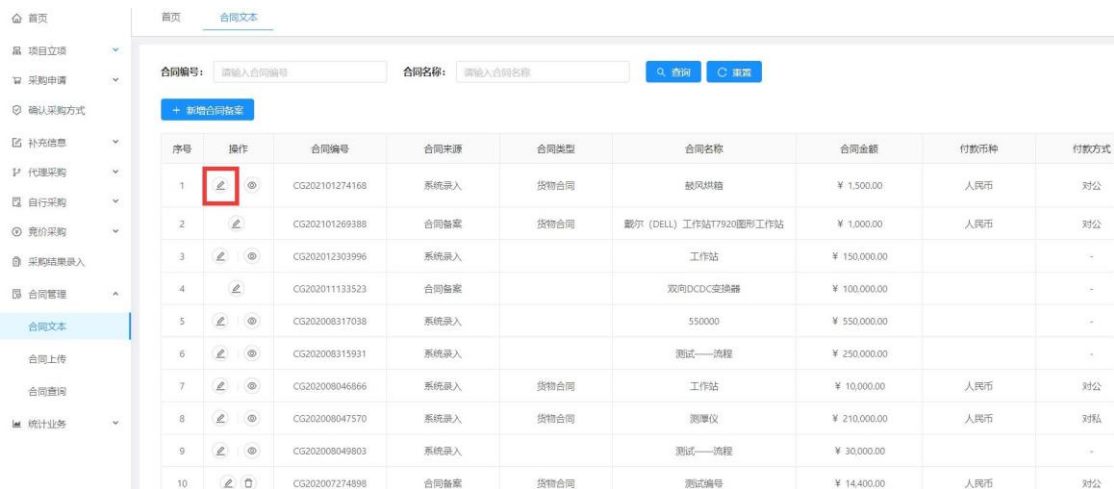 首页
项目立项
采购申请
确认采购方式
补充信息
代理采购
自行采购
竞价采购
采购结果录入
合同管理
合同文本
合同上传
合同查询
统计业务
首页 合同文本
合同编号： 请输入合同编号 合同名称： 请输入合同名称 查询 重置
+ 新增合同备案
序号 操作 合同编号 合同来源 合同类型 合同名称 合同金额 付款币种 付款方式
1 CG202101274168 系统录入 货物合同 鼓风烘箱 ¥ 1,500.00 人民币 对公
2 CG202101269388 合同备案 货物合同 戴尔（DELL）工作站T7920图形工作站 ¥ 1,000.00 人民币 对公
3 CG202012303996 系统录入 工作站 ¥ 150,000.00 -
4 CG202011133523 合同备案 双向DCDC变换器 ¥ 100,000.00 -
5 CG202008317038 系统录入 550000 ¥ 550,000.00 -
6 CG202008315931 系统录入 测试——流程 ¥ 250,000.00 -
7 CG202008046866 系统录入 货物合同 工作站 ¥ 10,000.00 人民币 对公
8 CG202008047570 系统录入 货物合同 测厚仪 ¥ 210,000.00 人民币 对私
9 CG202008049803 系统录入 测试——流程 ¥ 30,000.00 -
10 CG202007274898 合同备案 货物合同 测试编号 ¥ 14,400.00 人民币 对公